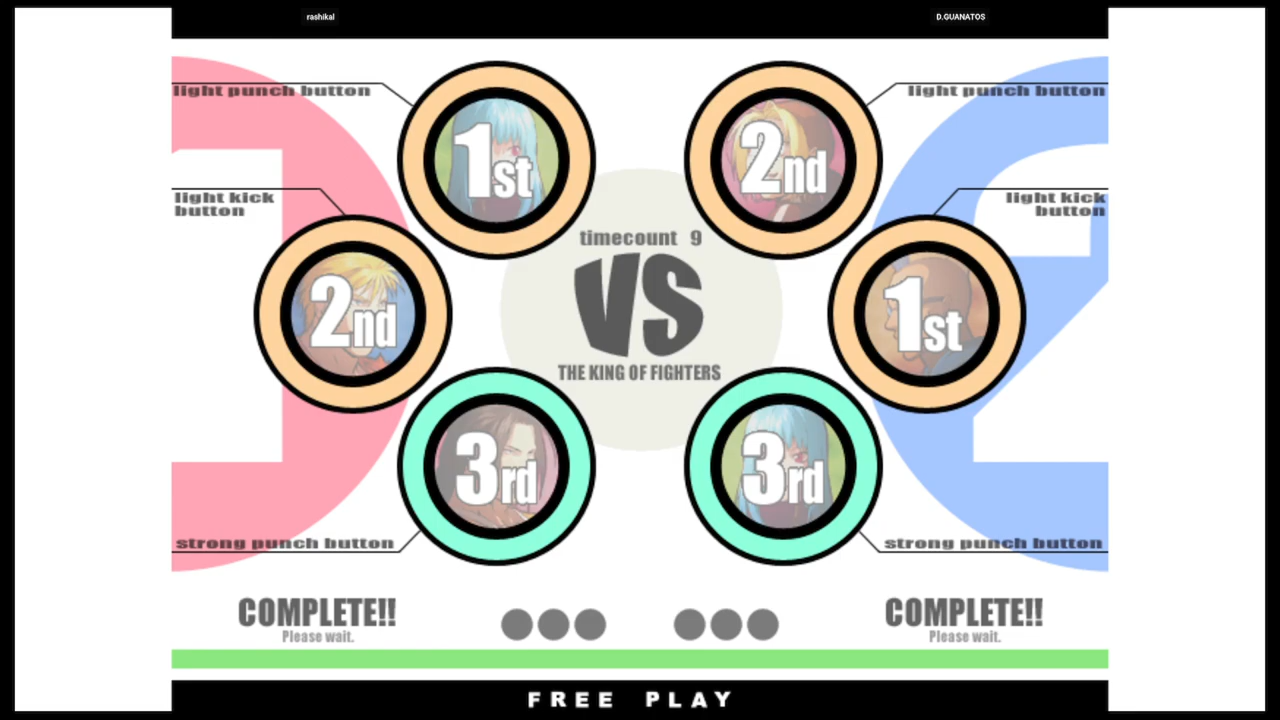 rashikal
D.GUANATOS
light punch button
light punch button
1st
2nd
light kick
button
light kick
button
timecount 9
2nd
1st
VS
THE KING OF FIGHTERS
3rd
3rd
strong punch button
strong punch button
COMPLETE!!
Please wait.
COMPLETE!!
Please wait.
FREE PLAY